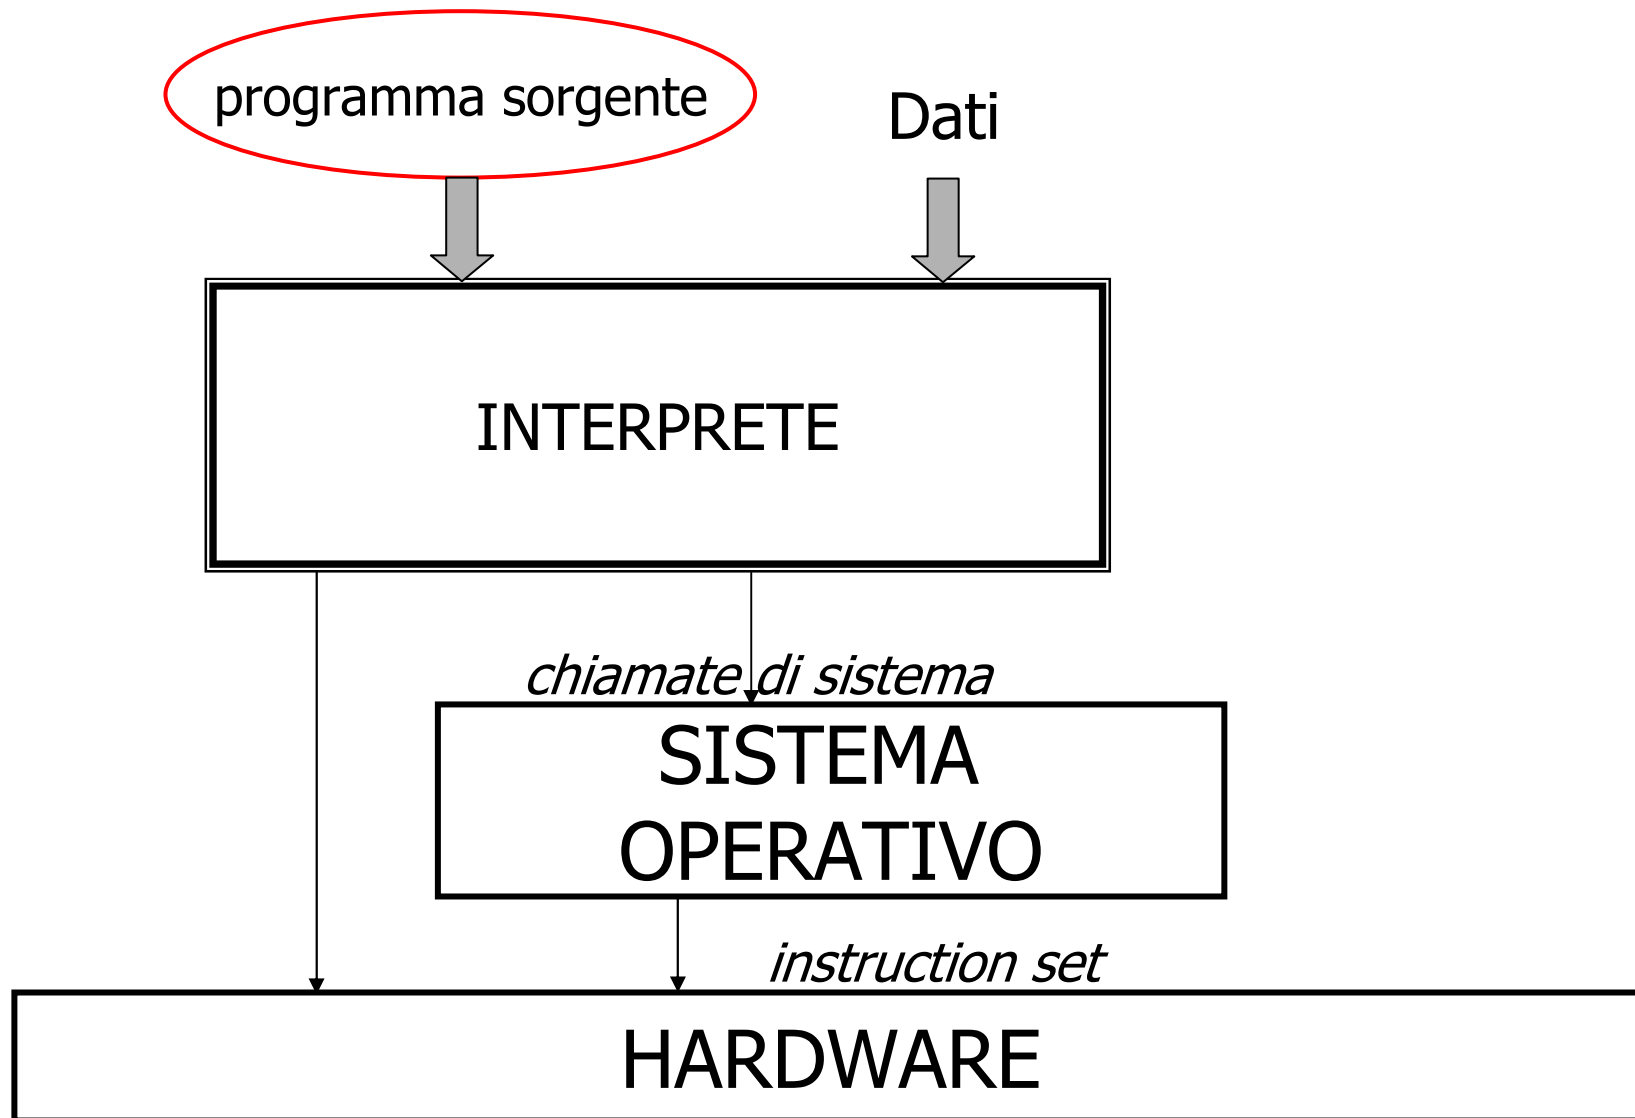 programma sorgente
Dati
INTERPRETE
chiamate di sistema
SISTEMA
OPERATIVO
instruction set
HARDWARE